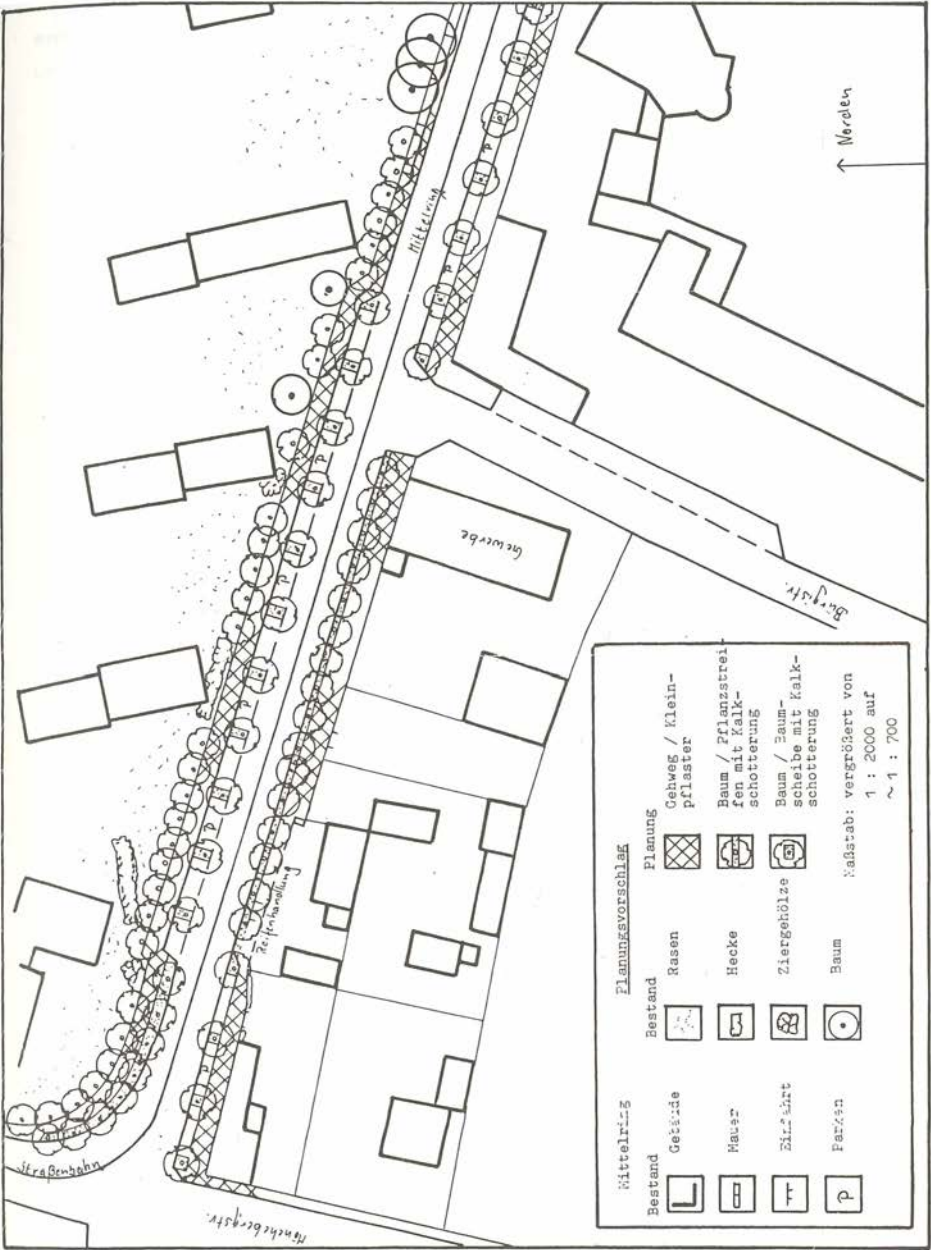 Norden
Mittelring
P
P
P
P
P
P
P
P
Gewerbe
Bürgistr.
Reifenhandlung
Straßenbahn
Mönchebergstr.
Mittelring
Planungsvorschlag
Bestand
Gebäude
Mauer
Einfahrt
P
Parken
Bestand
Rasen
Hecke
Ziergehölze
Baum
Planung
Gehweg / Klein-
pflaster
Baum / Pflanzstrei-
fen mit Kalk-
schotterung
Baum / Baum-
scheibe mit Kalk-
schotterung
Maßstab: vergrößert von
1 : 2000 auf
~ 1 : 700